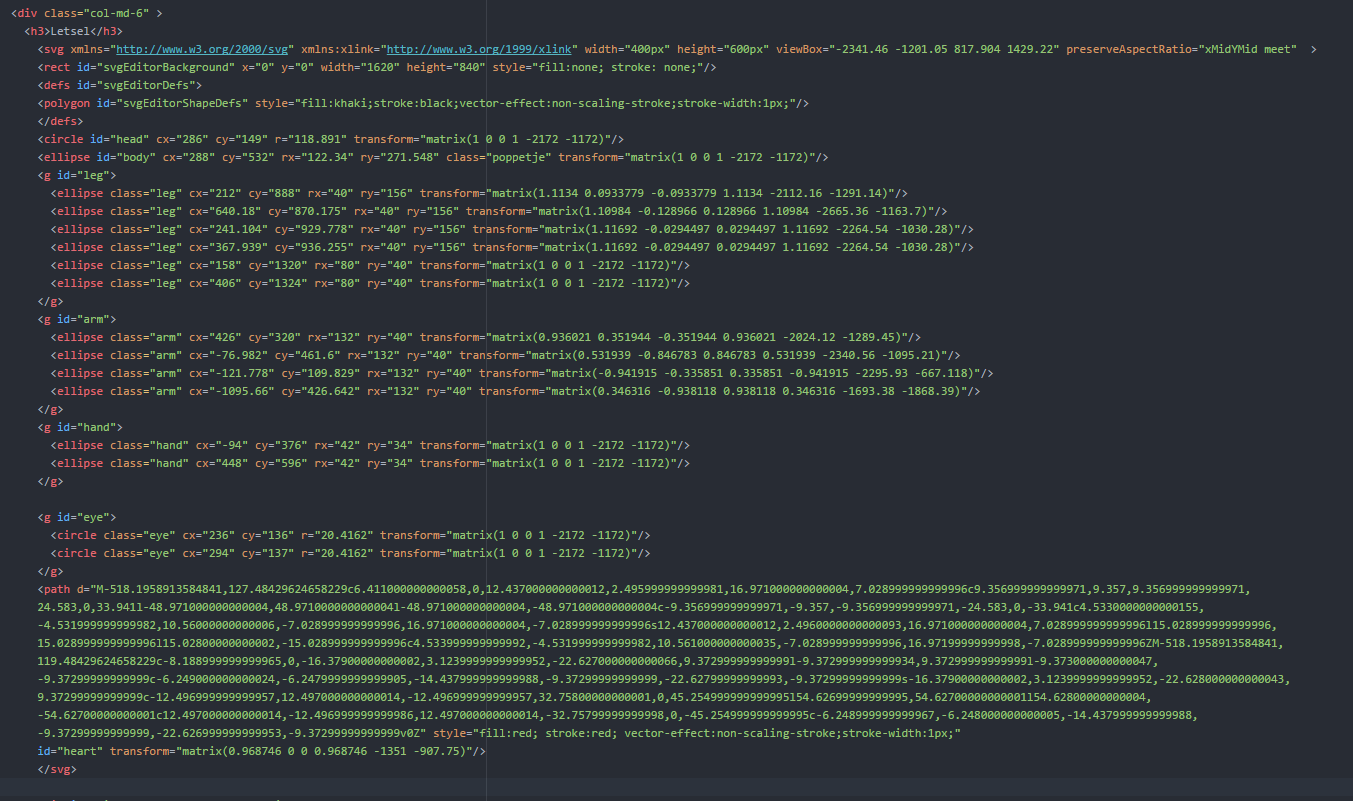 <div class="col-md-6" >
<h3>Letsel</h3>
<svg xmlns="http://www.w3.org/2000/svg" xmlns:xlink="http://www.w3.org/1999/xlink" width="400px" height="600px" viewBox="-2341.46 -1201.05 817.904 1429.22" preserveAspectRatio="xMidYMid meet"  >
<rect id="svgEditorBackground" x="0" y="0" width="1620" height="840" style="fill:none; stroke: none;"/>
<defs id="svgEditorDefs">
<polygon id="svgEditorShapeDefs" style="fill:khaki;stroke:black;vector-effect:non-scaling-stroke;stroke-width:1px;"/>
</defs>
<circle id="head" cx="286" cy="149" r="118.891" transform="matrix(1 0 0 1 -2172 -1172)"/>
<ellipse id="body" cx="288" cy="532" rx="122.34" ry="271.548" class="poppetje" transform="matrix(1 0 0 1 -2172 -1172)"/>
<g id="leg">
<ellipse class="leg" cx="212" cy="888" rx="40" ry="156" transform="matrix(1.1134 0.0933779 -0.0933779 1.1134 -2112.16 -1291.14)"/>
<ellipse class="leg" cx="640.18" cy="870.175" rx="40" ry="156" transform="matrix(1.10984 -0.128966 0.128966 1.10984 -2665.36 -1163.7)"/>
<ellipse class="leg" cx="241.104" cy="929.778" rx="40" ry="156" transform="matrix(1.11692 -0.0294497 0.0294497 1.11692 -2264.54 -1030.28)"/>
<ellipse class="leg" cx="367.939" cy="936.255" rx="40" ry="156" transform="matrix(1.11692 -0.0294497 0.0294497 1.11692 -2264.54 -1030.28)"/>
<ellipse class="leg" cx="158" cy="1320" rx="80" ry="40" transform="matrix(1 0 0 1 -2172 -1172)"/>
<ellipse class="leg" cx="406" cy="1324" rx="80" ry="40" transform="matrix(1 0 0 1 -2172 -1172)"/>
</g>
<g id="arm">
<ellipse class="arm" cx="426" cy="320" rx="132" ry="40" transform="matrix(0.936021 0.351944 -0.351944 0.936021 -2024.12 -1289.45)"/>
<ellipse class="arm" cx="-76.982" cy="461.6" rx="132" ry="40" transform="matrix(0.531939 -0.846783 0.846783 0.531939 -2340.56 -1095.21)"/>
<ellipse class="arm" cx="-121.778" cy="109.829" rx="132" ry="40" transform="matrix(-0.941915 -0.335851 0.335851 -0.941915 -2295.93 -667.118)"/>
<ellipse class="arm" cx="-1095.66" cy="426.642" rx="132" ry="40" transform="matrix(0.346316 -0.938118 0.938118 0.346316 -1693.38 -1868.39)"/>
</g>
<g id="hand">
<ellipse class="hand" cx="-94" cy="376" rx="42" ry="34" transform="matrix(1 0 0 1 -2172 -1172)"/>
<ellipse class="hand" cx="448" cy="596" rx="42" ry="34" transform="matrix(1 0 0 1 -2172 -1172)"/>
</g>
<g id="eye">
<circle class="eye" cx="236" cy="136" r="20.4162" transform="matrix(1 0 0 1 -2172 -1172)"/>
<circle class="eye" cx="294" cy="137" r="20.4162" transform="matrix(1 0 0 1 -2172 -1172)"/>
</g>
<path d="M-518.1958913584841,127.48429624658229c6.411000000000058,0,12.437000000000012,2.495999999999981,16.971000000000004,7.028999999999996c9.356999999999971,9.357,9.356999999999971,
24.583,0,33.941l-48.971000000000004,48.971000000000004l-48.971000000000004,-48.971000000000004c-9.356999999999971,-9.357,-9.356999999999971,-24.583,0,-33.941c4.5330000000000155,
-4.531999999999982,10.56000000000006,-7.028999999999996,16.971000000000004,-7.028999999999996s12.437000000000012,2.4960000000000093,16.971000000000004,7.028999999999996l15.028999999999996,
15.028999999999996l15.02800000000002,-15.028999999999996c4.533999999999992,-4.531999999999982,10.561000000000035,-7.028999999999996,16.97199999999998,-7.028999999999996ZM-518.1958913584841,
119.48429624658229c-8.188999999999965,0,-16.37900000000002,3.1239999999999952,-22.627000000000066,9.372999999999999l-9.372999999999934,9.372999999999999l-9.373000000000047,
-9.372999999999999c-6.249000000000024,-6.2479999999999905,-14.437999999999988,-9.37299999999999,-22.62799999999993,-9.37299999999999s-16.37900000000002,3.1239999999999952,-22.628000000000043,
9.37299999999999c-12.496999999999957,12.497000000000014,-12.496999999999957,32.75800000000001,0,45.254999999999995l54.62699999999995,54.62700000000001l54.62800000000004,
-54.62700000000001c12.497000000000014,-12.496999999999986,12.497000000000014,-32.75799999999998,0,-45.254999999999995c-6.248999999999967,-6.248000000000005,-14.437999999999988,
-9.37299999999999,-22.626999999999953,-9.37299999999999v0Z" style="fill:red; stroke:red; vector-effect:non-scaling-stroke;stroke-width:1px;"
id="heart" transform="matrix(0.968746 0 0 0.968746 -1351 -907.75)"/>
</svg>